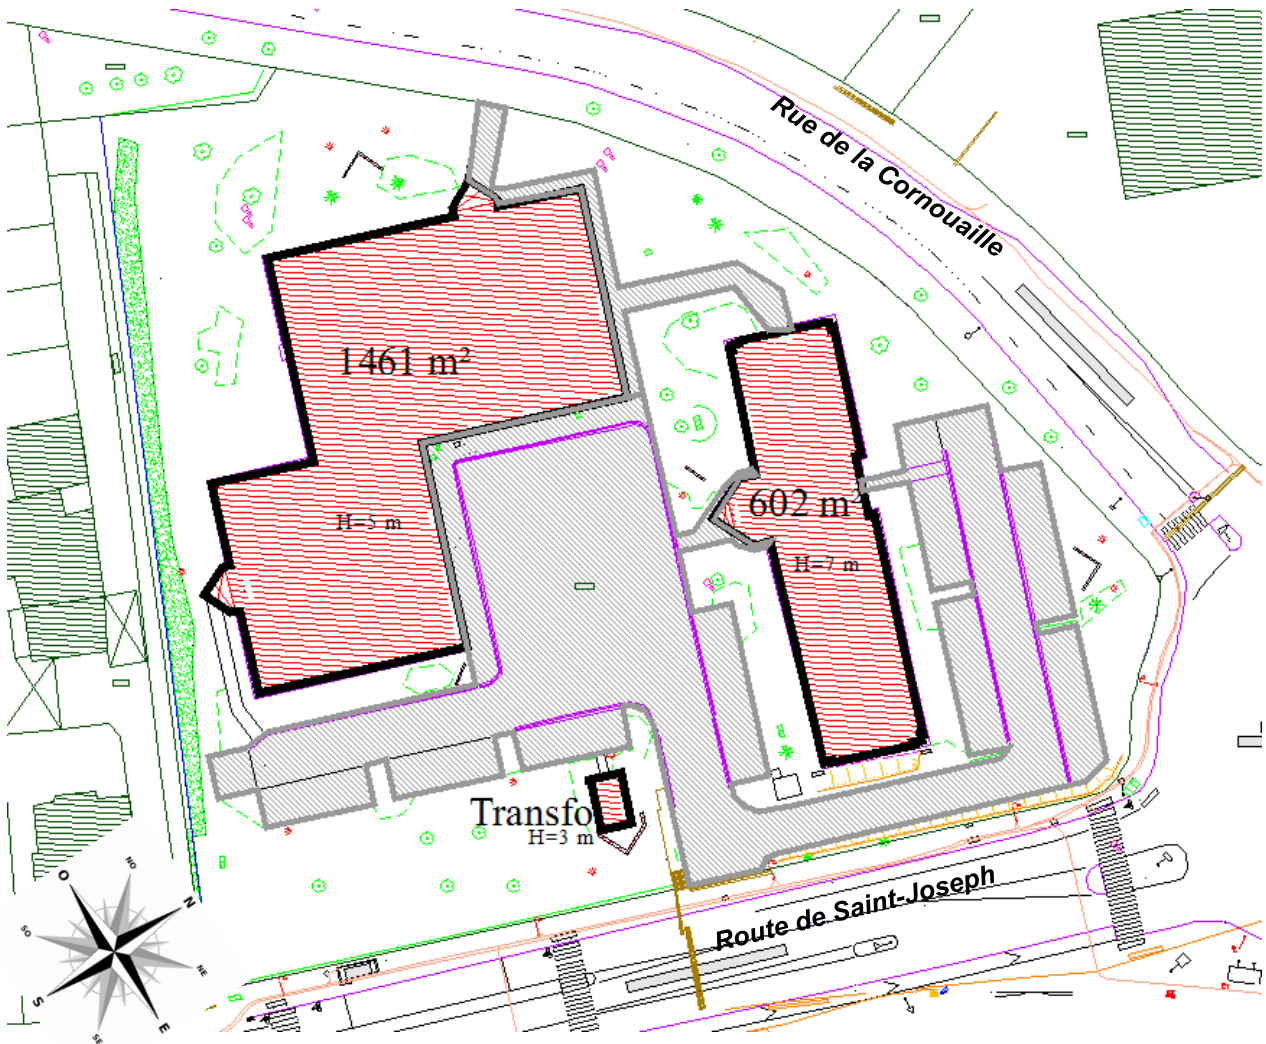 Rue de la Cornouaille
1461 m²
602 m²
H=5 m
H=7 m
Transfo
H=3 m
Route de Saint-Joseph
NO
O
N
SO
NE
S
SE
E